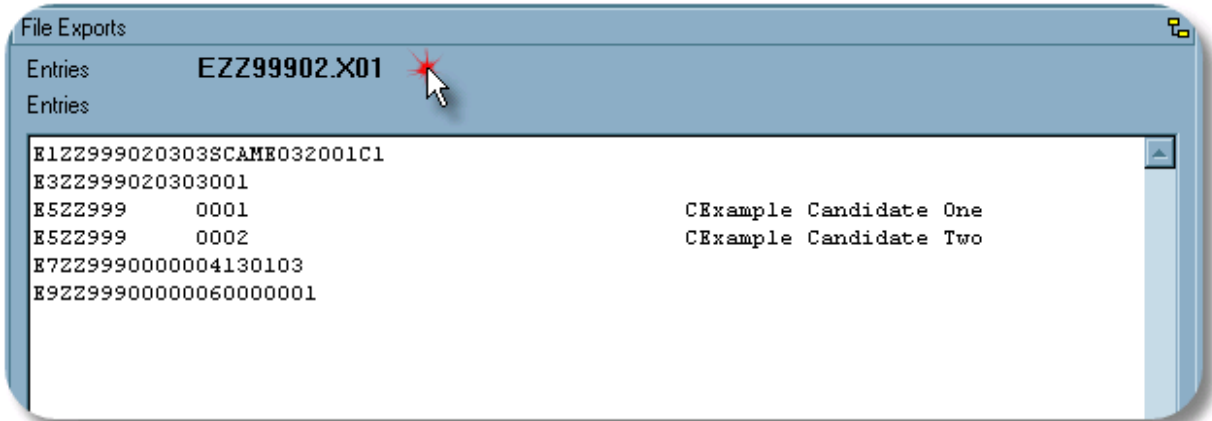 File Exports
Entries EZZ99902.X01
Entries
E1ZZ999020303SCAME032001C1
E3ZZ999020303001
E5ZZ999      0001                                CExample Candidate One
E5ZZ999      0002                                CExample Candidate Two
E7ZZ9990000004130103
E9ZZ999000000060000001